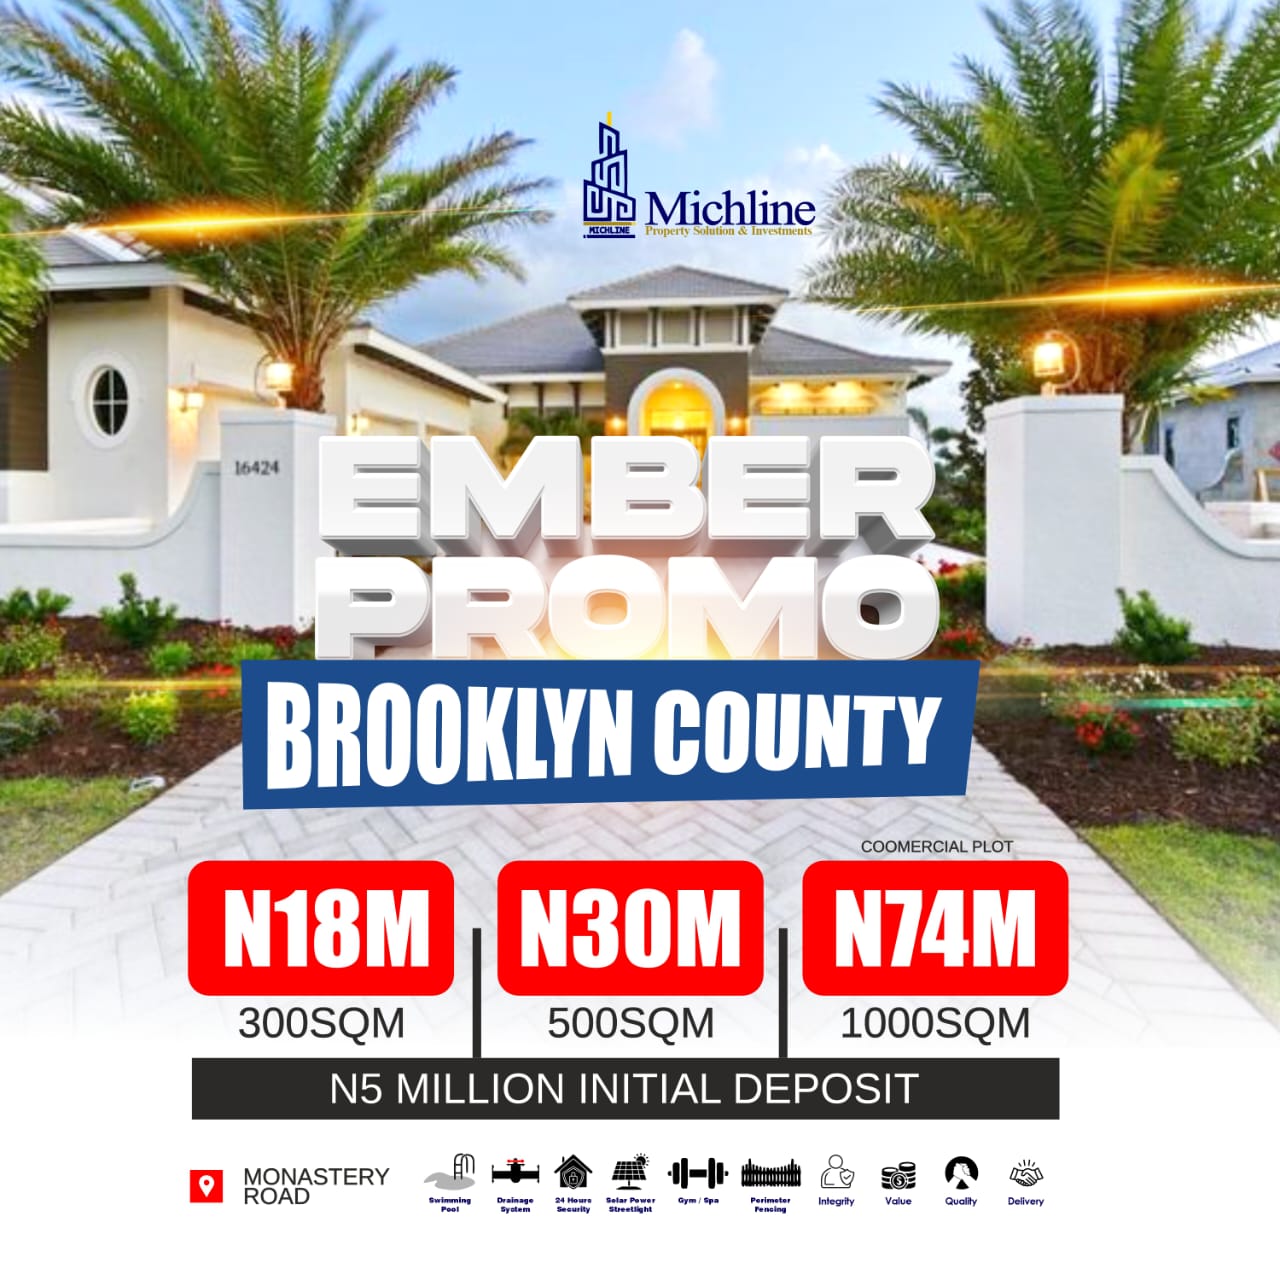 MICHLINE
Michline
Property Solution & Investments
16424
EMBER
PROMO
BROOKLYN COUNTY
COOMERCIAL PLOT
N18M
N30M
N74M
300SQM
500SQM
1000SQM
N5 MILLION INITIAL DEPOSIT
MONASTERY
ROAD
Swimming
Pool
Drainage
System
24 Hours
Security
Solar Power
Streetlight
Gym / Spa
Perimeter
Fencing
Integrity
Value
Quality
Delivery